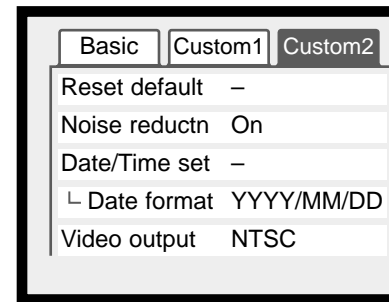 Basic Custom1 Custom2
Reset default –
Noise reductn On
Date/Time set –
└ Date format YYYY/MM/DD
Video output NTSC